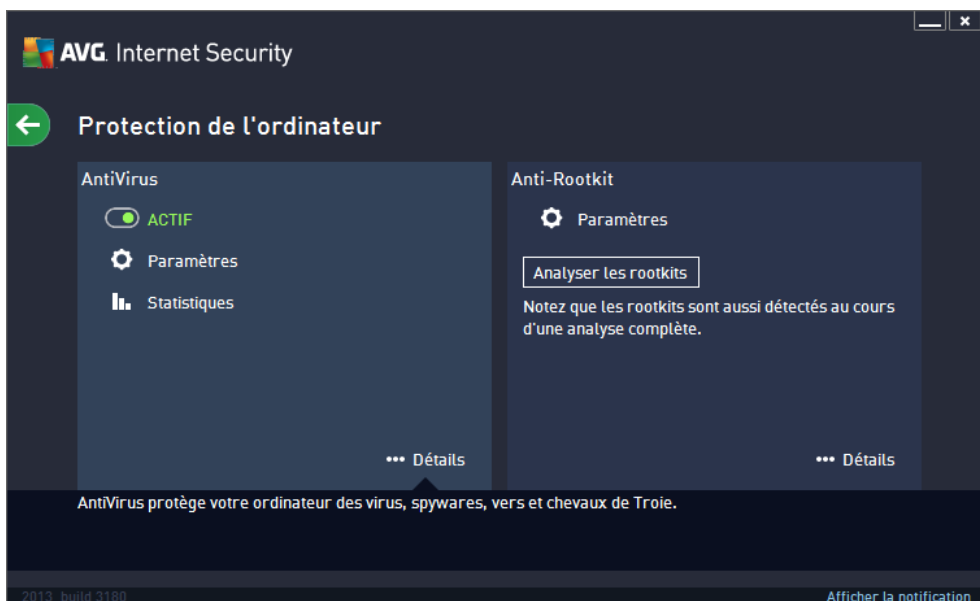 AVG. Internet Security
Protection de l'ordinateur
AntiVirus
ACTIF
Paramètres
Statistiques
••• Détails
Anti-Rootkit
Paramètres
Analyser les rootkits
Notez que les rootkits sont aussi détectés au cours
d'une analyse complète.
••• Détails
AntiVirus protège votre ordinateur des virus, spywares, vers et chevaux de Troie.
2013 build 3180
Afficher la notification